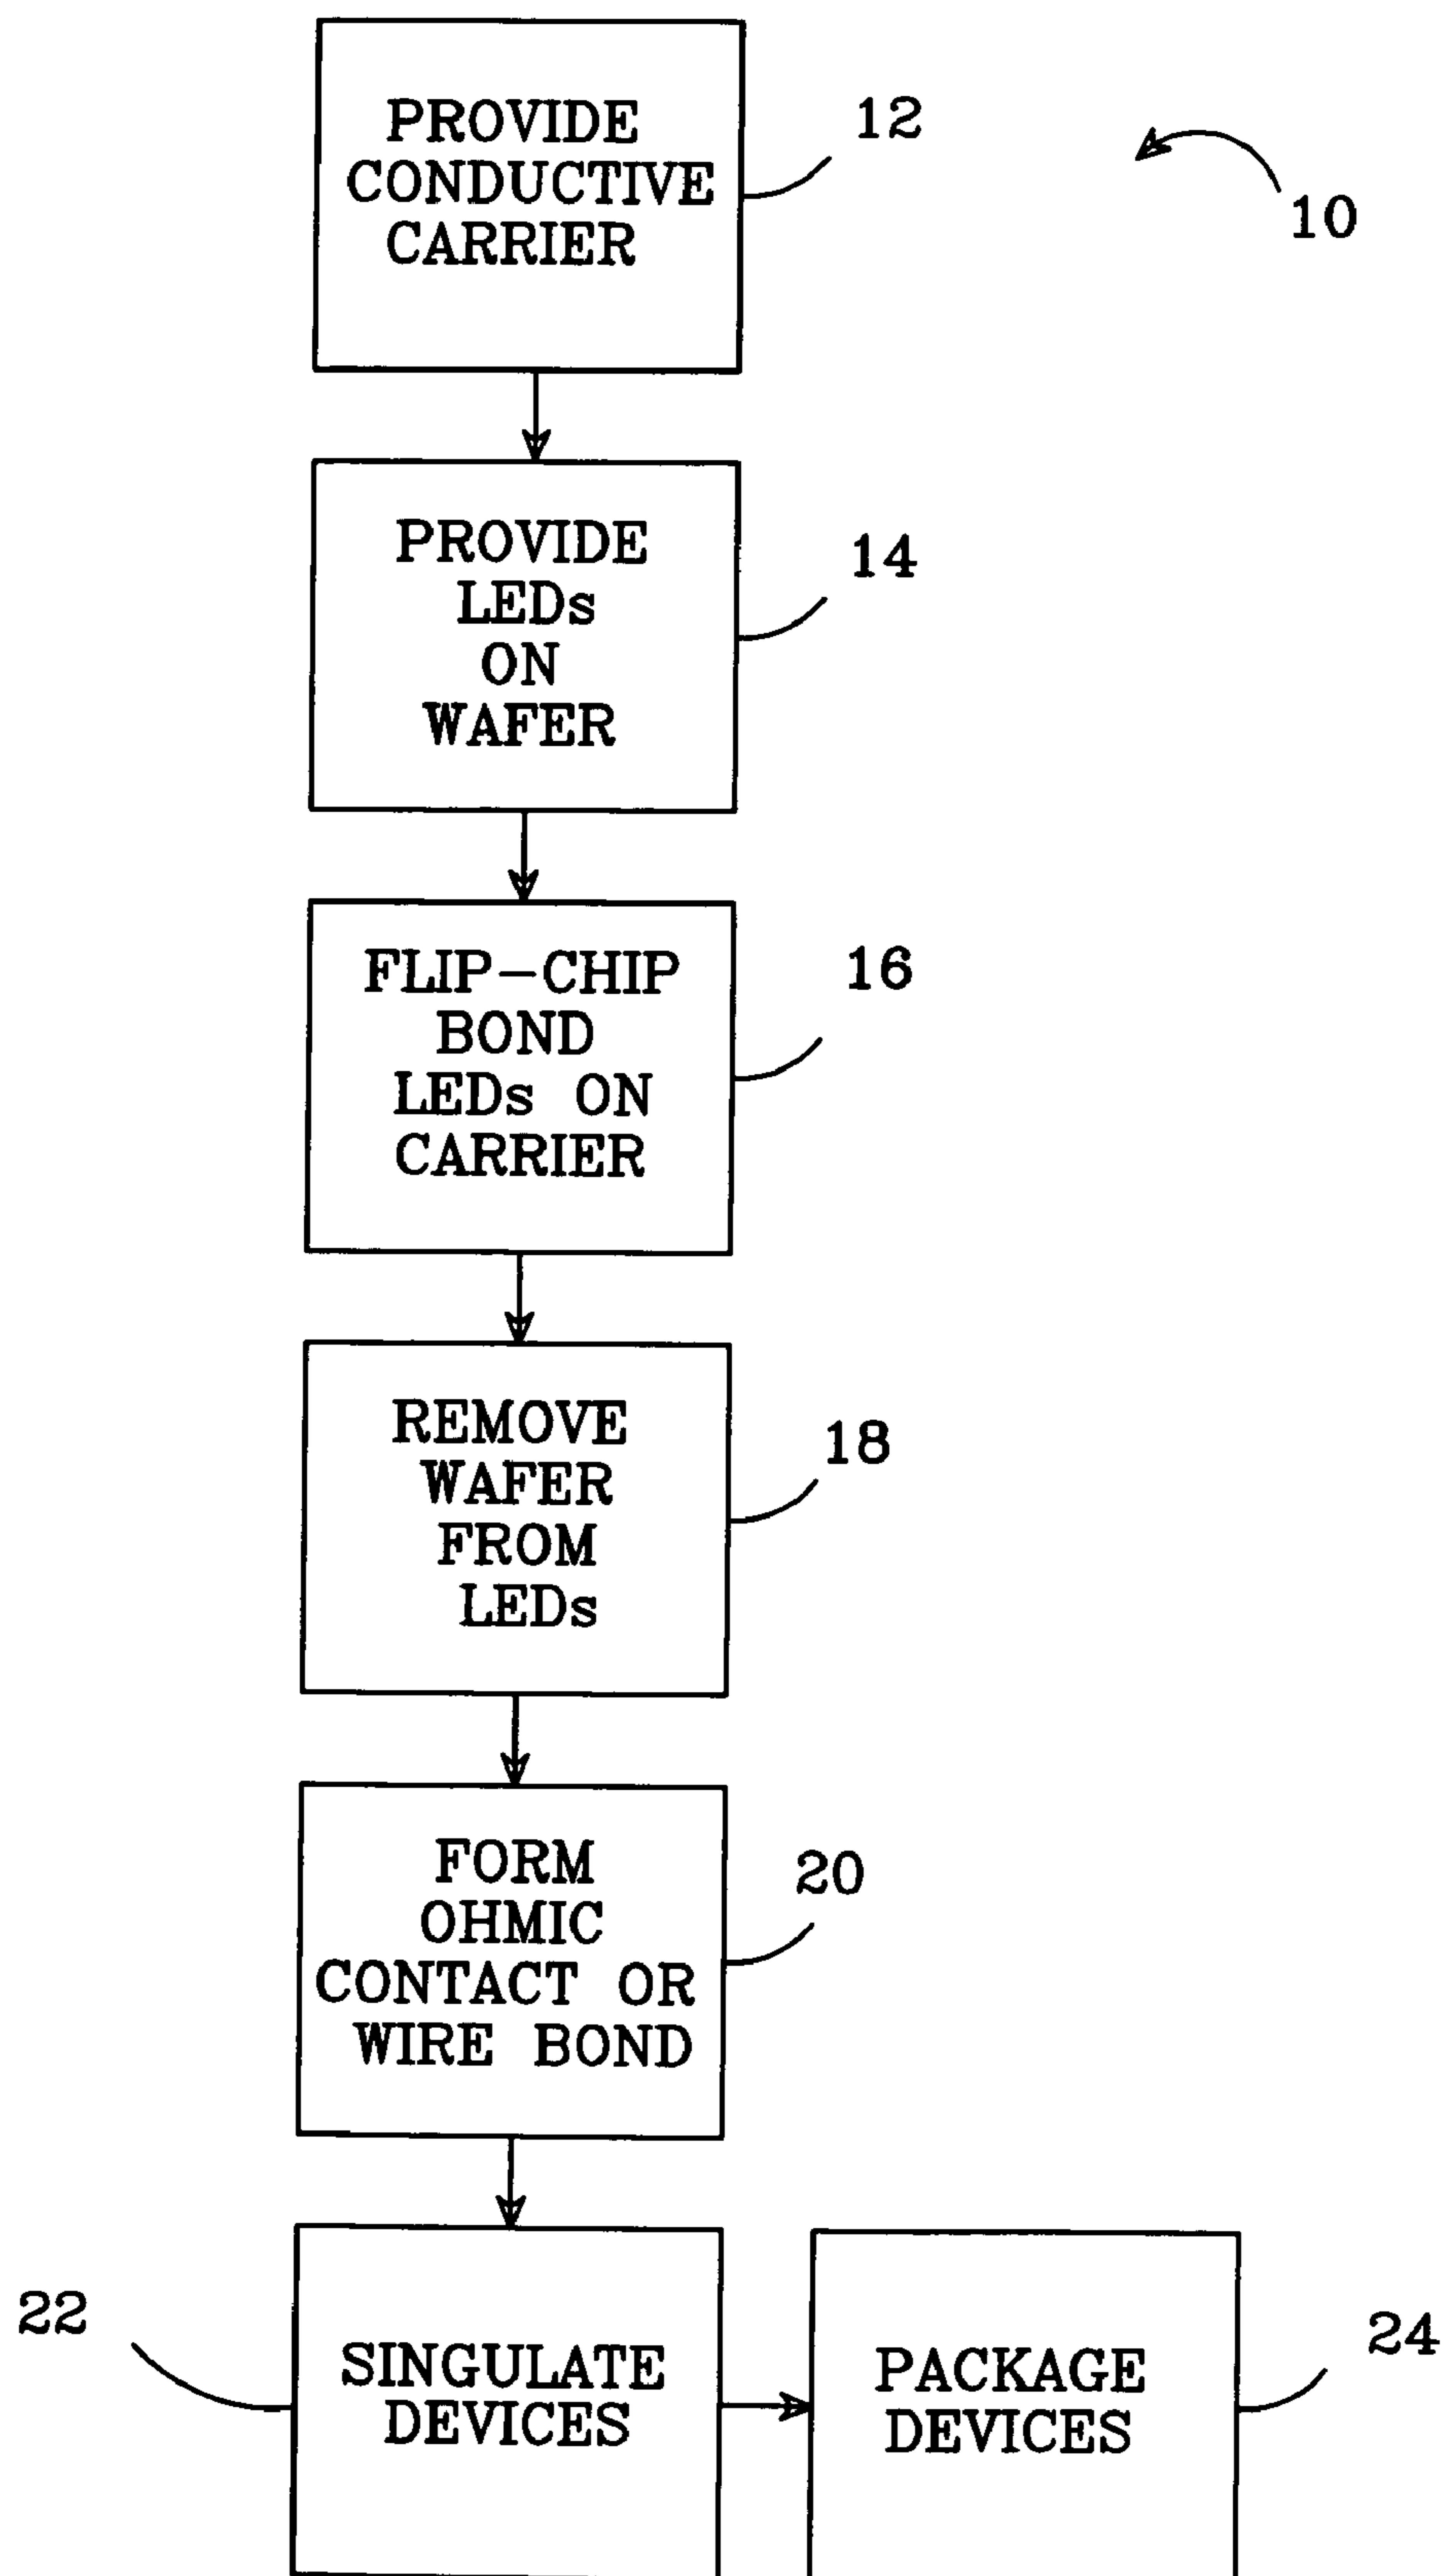 PROVIDE
CONDUCTIVE
CARRIER
12
10
PROVIDE
LEDs
ON
WAFER
14
FLIP-CHIP
BOND
LEDs ON
CARRIER
16
REMOVE
WAFER
FROM
LEDs
18
FORM
OHMIC
CONTACT OR
WIRE BOND
20
22
SINGULATE
DEVICES
PACKAGE
DEVICES
24